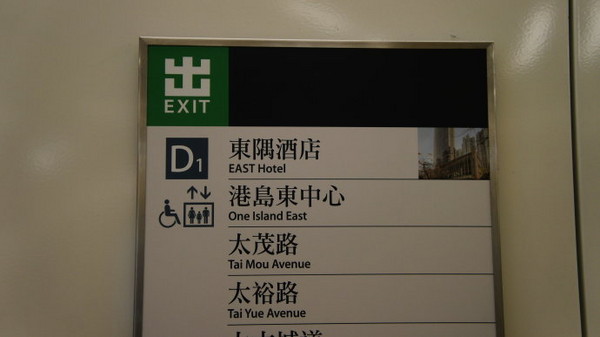 出
EXIT
D1
東隅酒店
EAST Hotel
港島東中心
One Island East
太茂路
Tai Mou Avenue
太裕路
Tai Yue Avenue